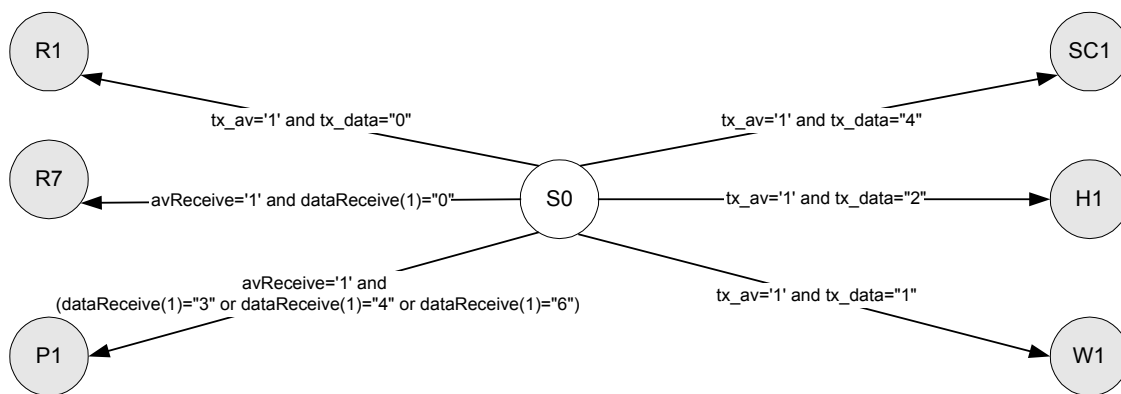 R1
SC1
tx_av='1' and tx_data="0"
tx_av='1' and tx_data="4"
R7
avReceive='1' and dataReceive(1)="0"
S0
tx_av='1' and tx_data="2"
H1
avReceive='1' and
(dataReceive(1)="3" or dataReceive(1)="4" or dataReceive(1)="6")
tx_av='1' and tx_data="1"
P1
W1